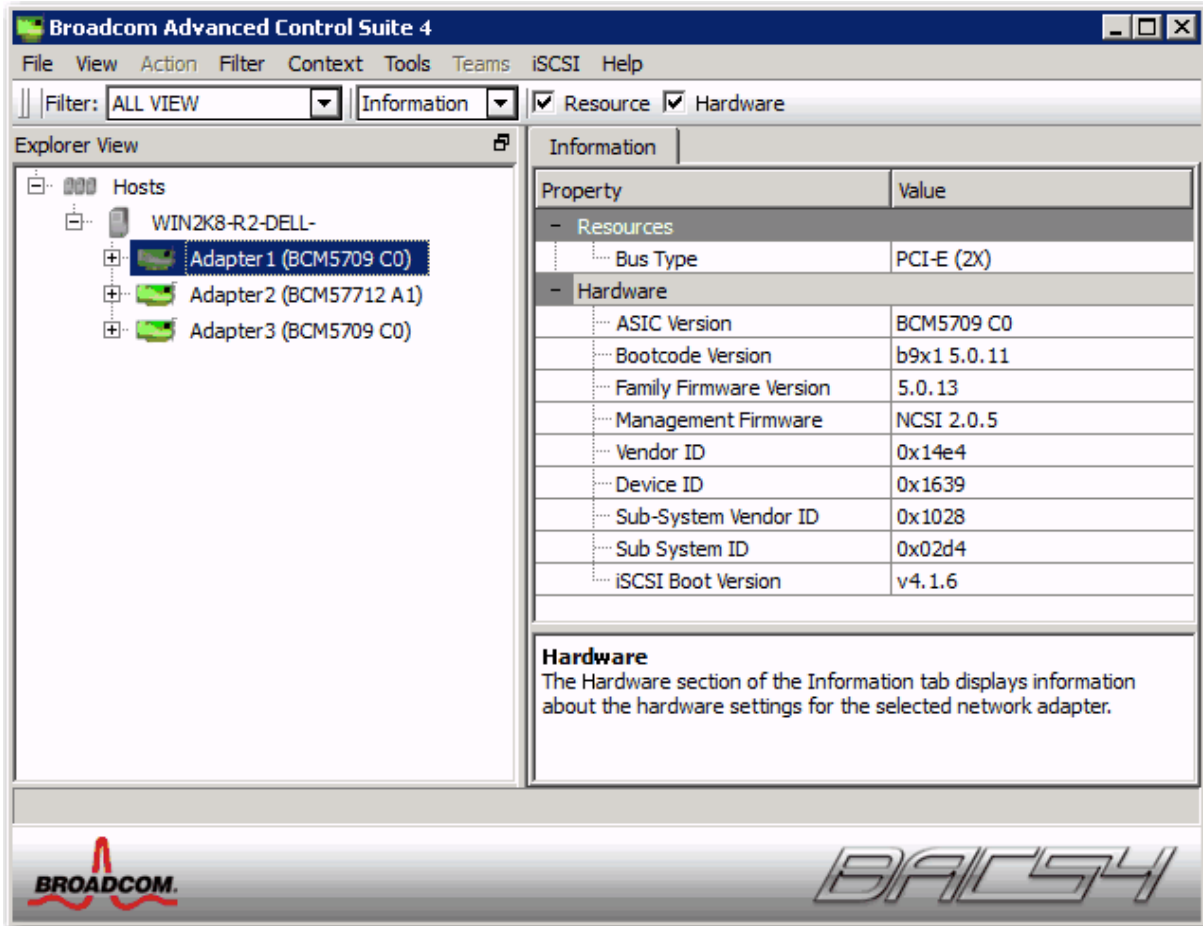 Broadcom Advanced Control Suite 4
File View Action Filter Context Tools Teams iSCSI Help
Filter: ALL VIEW Information Resource Hardware
Explorer View
Hosts
WIN2K8-R2-DELL-
Adapter1 (BCM5709 C0)
Adapter2 (BCM57712 A1)
Adapter3 (BCM5709 C0)
Information
Property Value
Resources
Bus Type PCI-E (2X)
Hardware
ASIC Version BCM5709 C0
Bootcode Version b9x1 5.0.11
Family Firmware Version 5.0.13
Management Firmware NCSI 2.0.5
Vendor ID 0x14e4
Device ID 0x1639
Sub-System Vendor ID 0x1028
Sub System ID 0x02d4
iSCSI Boot Version v4.1.6
Hardware
The Hardware section of the Information tab displays information
about the hardware settings for the selected network adapter.
BROADCOM.
BACS4